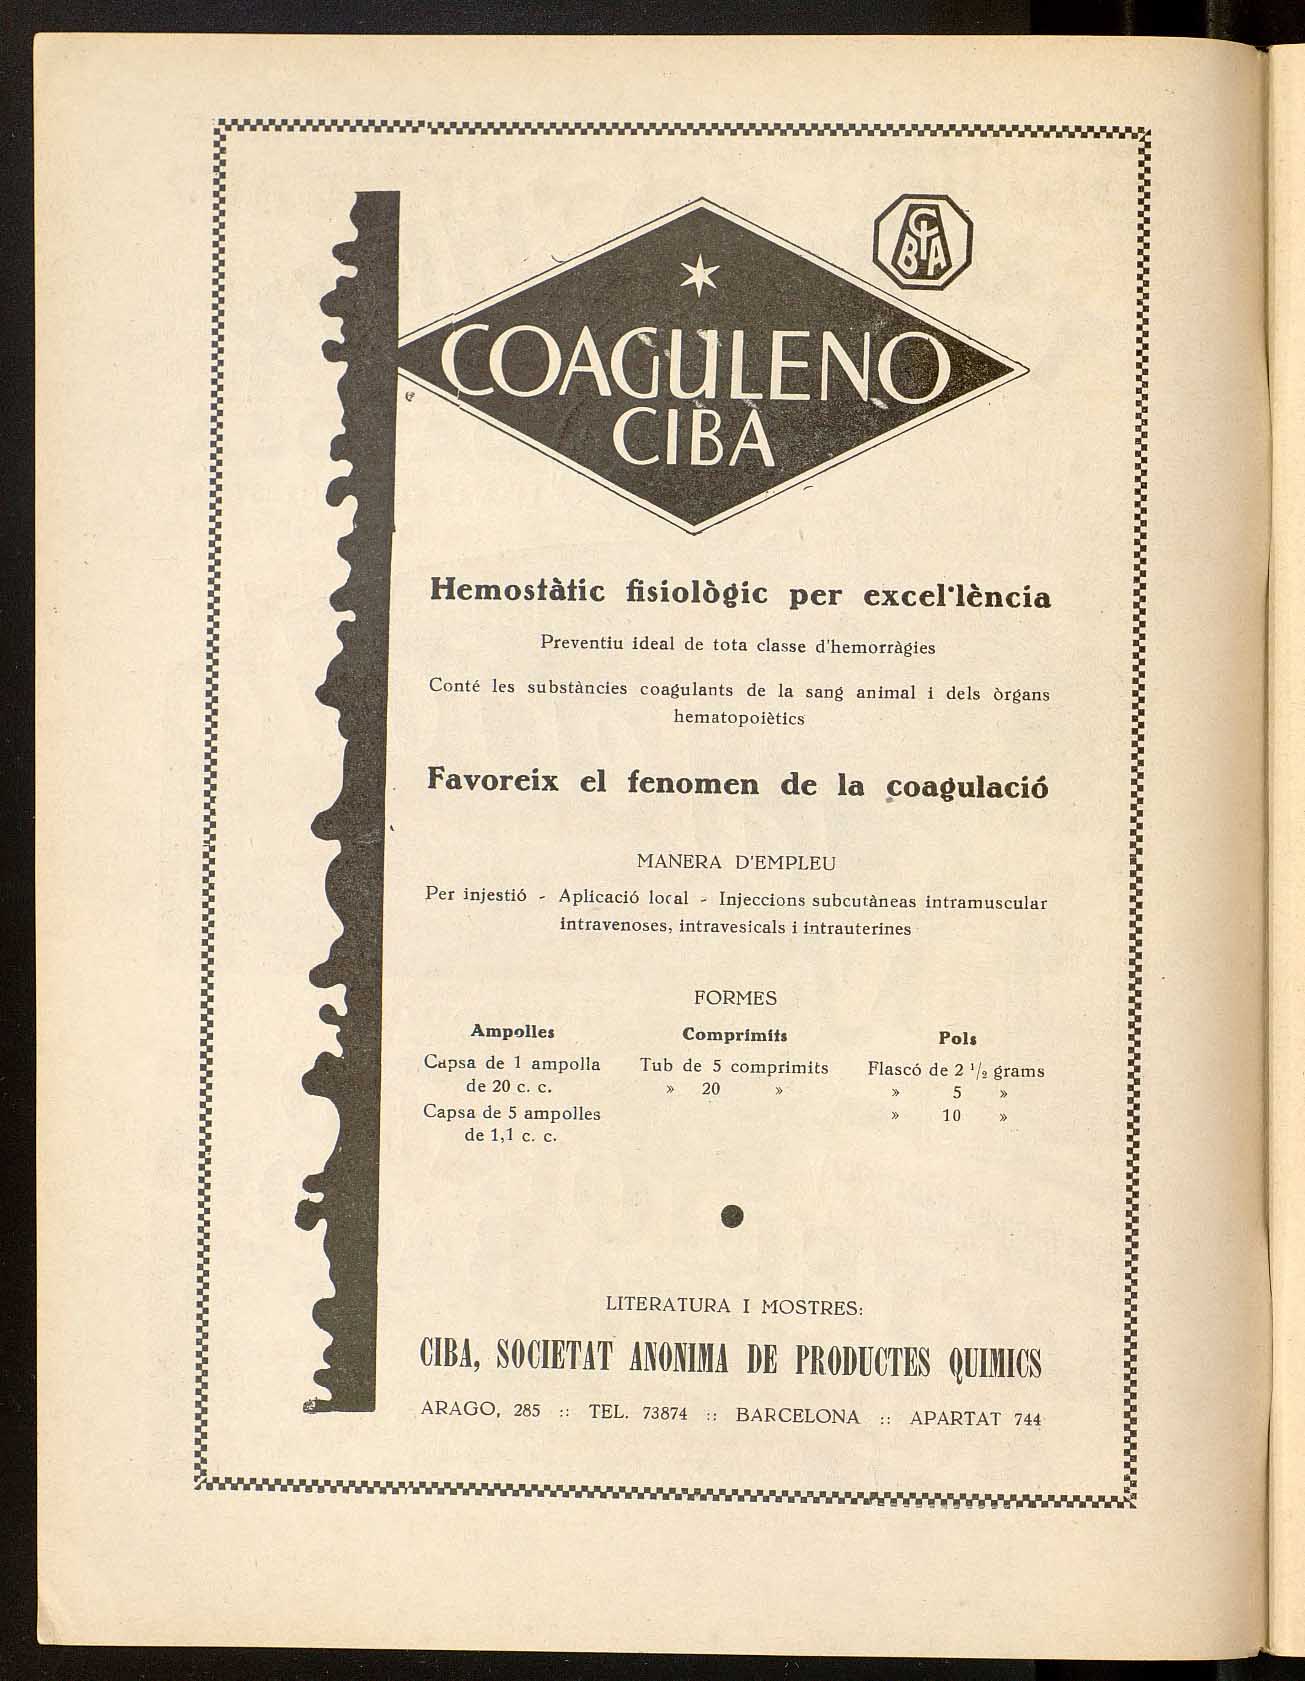 CIBA
COAGULENO
CIBA
Hemostàtic fisiològic per excel·lència
Preventiu ideal de tota classe d'hemorràgies
Conté les substàncies coagulants de la sang animal i dels òrgans
hematopoiètics
Favoreix el fenomen de la coagulació
MANERA D'EMPLEU
Per injestió - Aplicació local - Injeccions subcutàneas intramuscular
intravenoses, intravesicals i intrauterines
FORMES
Ampolles
Capsa de 1 ampolla
de 20 c. c.
Capsa de 5 ampolles
de 1,1 c. c.
Comprimits
Tub de 5 comprimits
» 20 »
Pols
Flascó de 2 1/2 grams
» 5 »
» 10 »
LITERATURA I MOSTRES:
CIBA, SOCIETAT ANONIMA DE PRODUCTES QUIMICS
ARAGO, 285 :: TEL. 73874 :: BARCELONA :: APARTAT 744